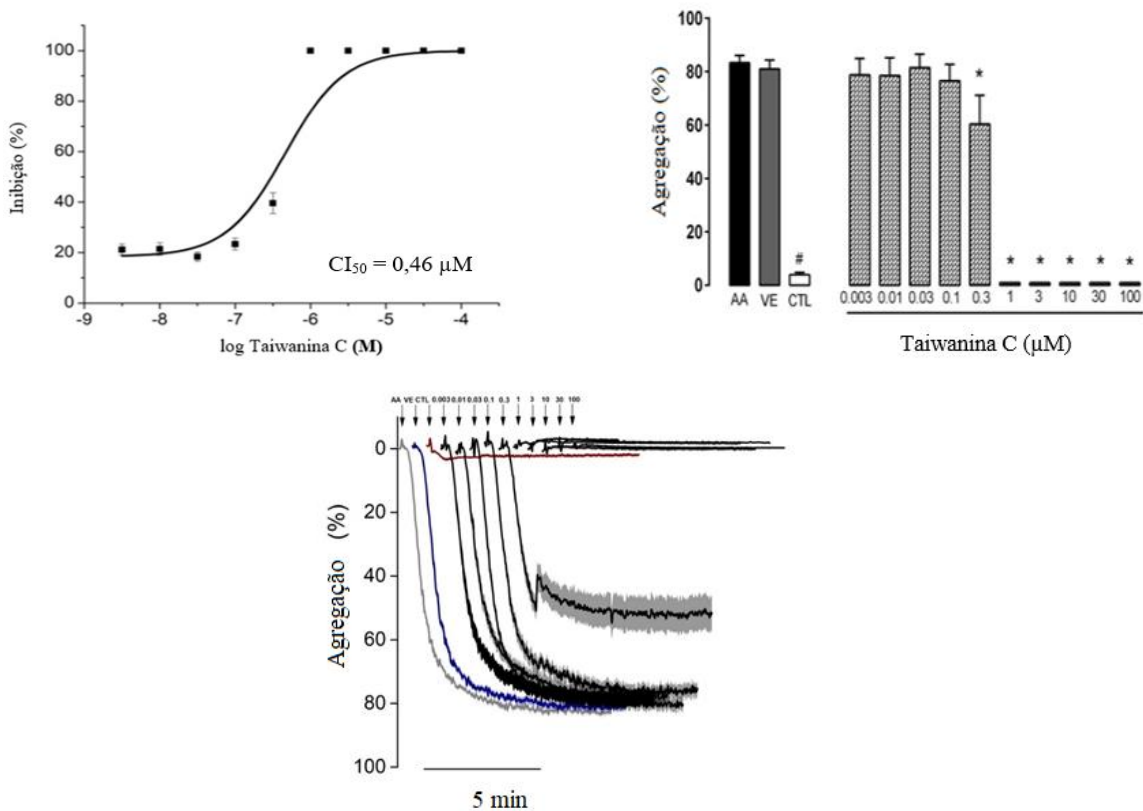 100
80
60
40
20
0
Inibição (%)
CI₅₀ = 0,46 µM
-9 -8 -7 -6 -5 -4
log Taiwanina C (M)
100
80
60
40
20
0
Agregação (%)
#
*
* * * * *
AA VE CTL
0.003 0.01 0.03 0.1 0.3 1 3 10 30 100
Taiwanina C (µM)
AA VE CTL 0.003 0.01 0.03 0.1 0.3 1 3 10 30 100
0
20
40
60
80
100
Agregação (%)
5 min